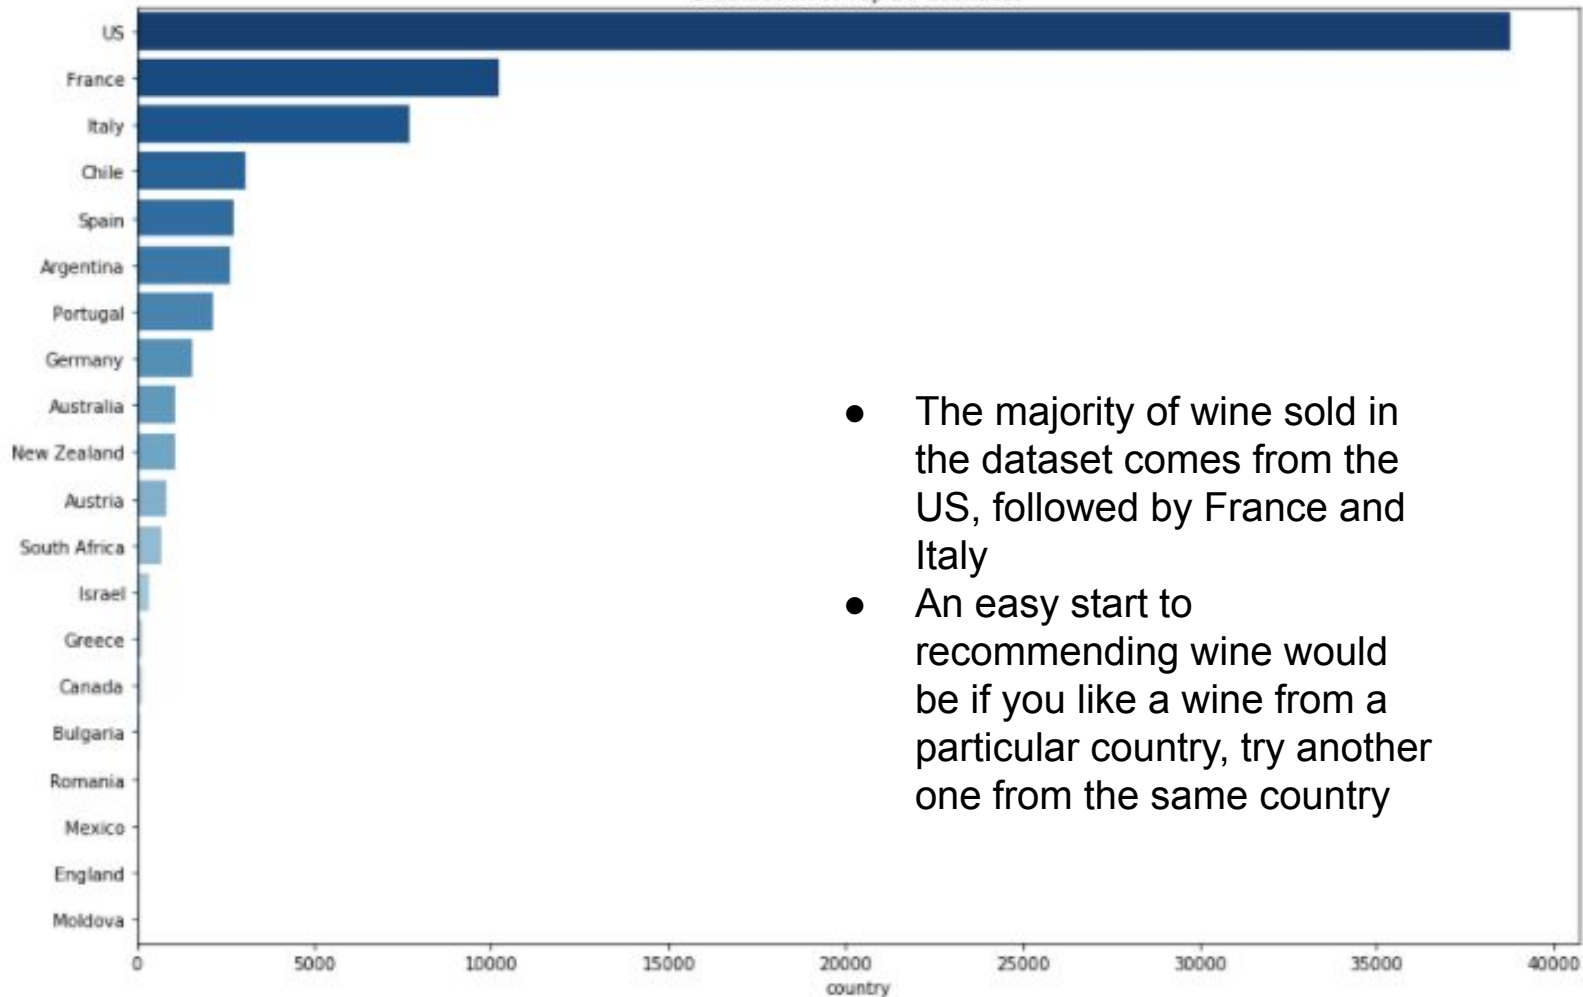 US
France
Italy
Chile
Spain
Argentina
Portugal
Germany
Australia
New Zealand
Austria
South Africa
Israel
Greece
Canada
Bulgaria
Romania
Mexico
England
Moldova
● The majority of wine sold in
the dataset comes from the
US, followed by France and
Italy
● An easy start to
recommending wine would
be if you like a wine from a
particular country, try another
one from the same country
0 5000 10000 15000 20000 25000 30000 35000 40000
country